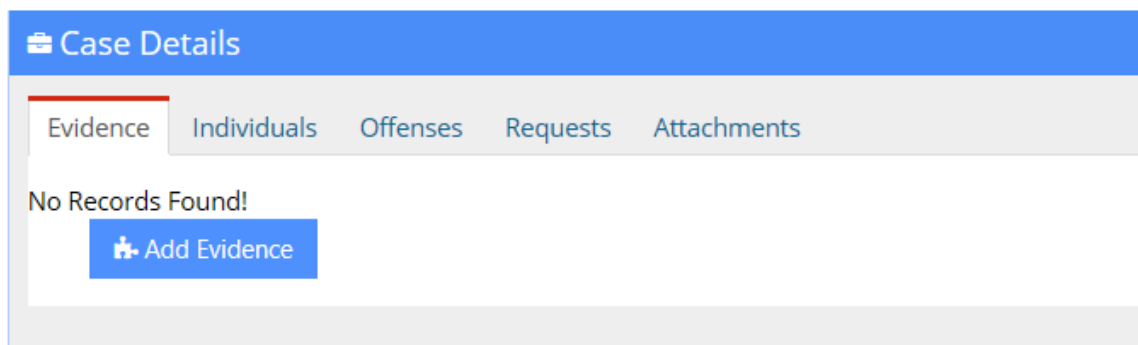 Case Details
Evidence Individuals Offenses Requests Attachments
No Records Found!
Add Evidence